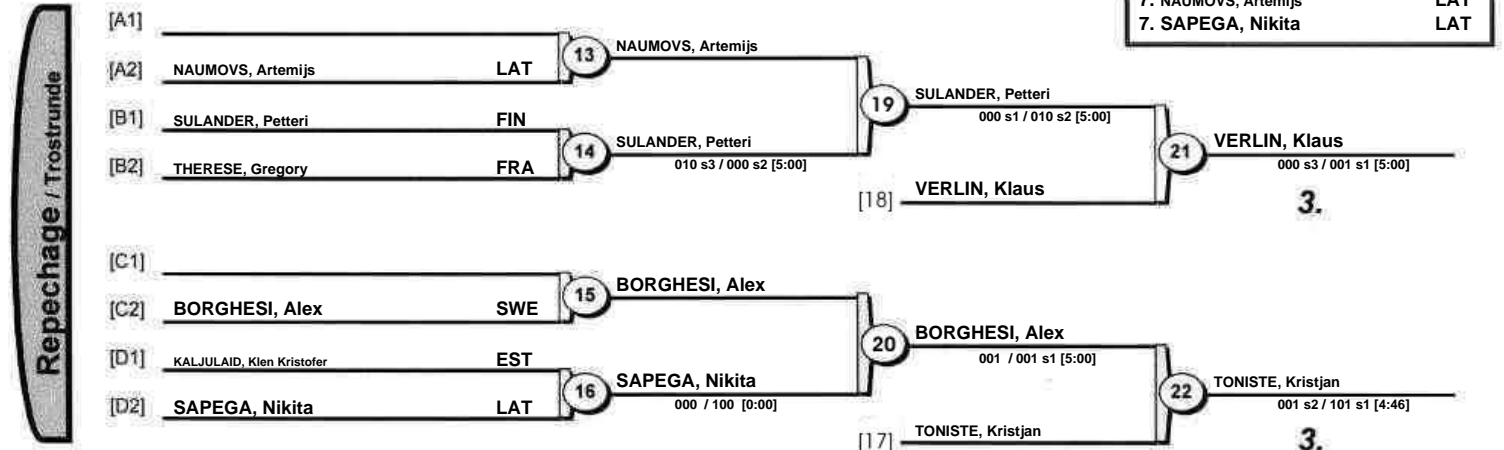 7. NAUMOVS, Artemijs LAT
7. SAPEGA, Nikita LAT
Repechage / Trostrunde
[A1]
13 NAUMOVS, Artemijs
[A2] NAUMOVS, Artemijs LAT
19 SULANDER, Petteri
000 s1 / 010 s2 [5:00]
[B1] SULANDER, Petteri FIN
14 SULANDER, Petteri
010 s3 / 000 s2 [5:00]
21 VERLIN, Klaus
000 s3 / 001 s1 [5:00]
[B2] THERESE, Gregory FRA
[18] VERLIN, Klaus
3.
[C1]
15 BORGHESI, Alex
[C2] BORGHESI, Alex SWE
20 BORGHESI, Alex
001 / 001 s1 [5:00]
[D1] KALJULAID, Klen Kristofer EST
16 SAPEGA, Nikita
000 / 100 [0:00]
22 TONISTE, Kristjan
001 s2 / 101 s1 [4:46]
[D2] SAPEGA, Nikita LAT
[17] TONISTE, Kristjan
3.